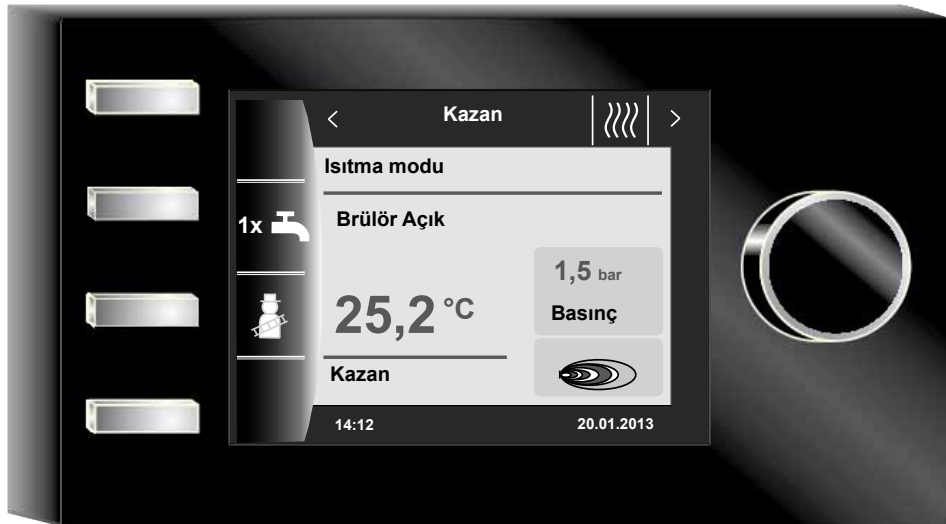 Kazan
Isıtma modu
1x
Brülör Açık
1,5 bar
25,2 °C
Basınç
Kazan
14:12
20.01.2013